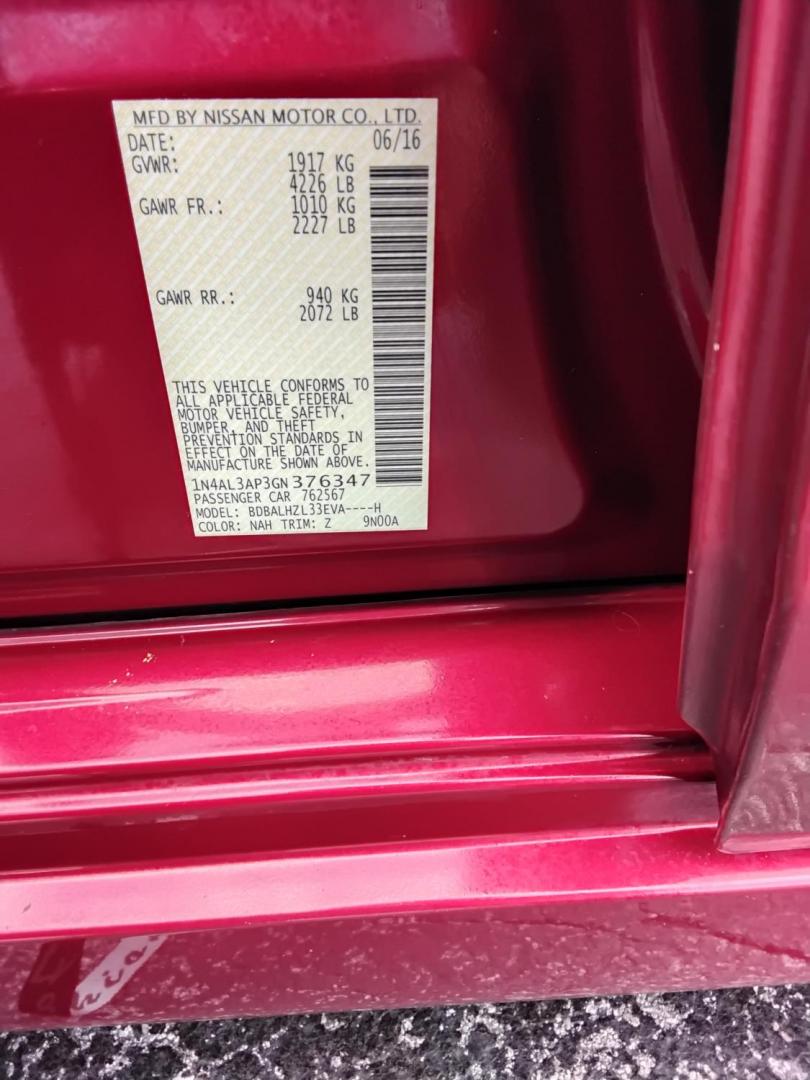 MFD BY NISSAN MOTOR CO., LTD.
DATE: 06/16
GVWR: 1917 KG
4226 LB
GAWR FR.: 1010 KG
2227 LB
GAWR RR.: 940 KG
2072 LB
THIS VEHICLE CONFORMS TO
ALL APPLICABLE FEDERAL
MOTOR VEHICLE SAFETY,
BUMPER, AND THEFT
PREVENTION STANDARDS IN
EFFECT ON THE DATE OF
MANUFACTURE SHOWN ABOVE.
1N4AL3AP3GN376347
PASSENGER CAR 762567
MODEL: BDBALHZL33EVA----H
COLOR: NAH TRIM: Z 9N00A